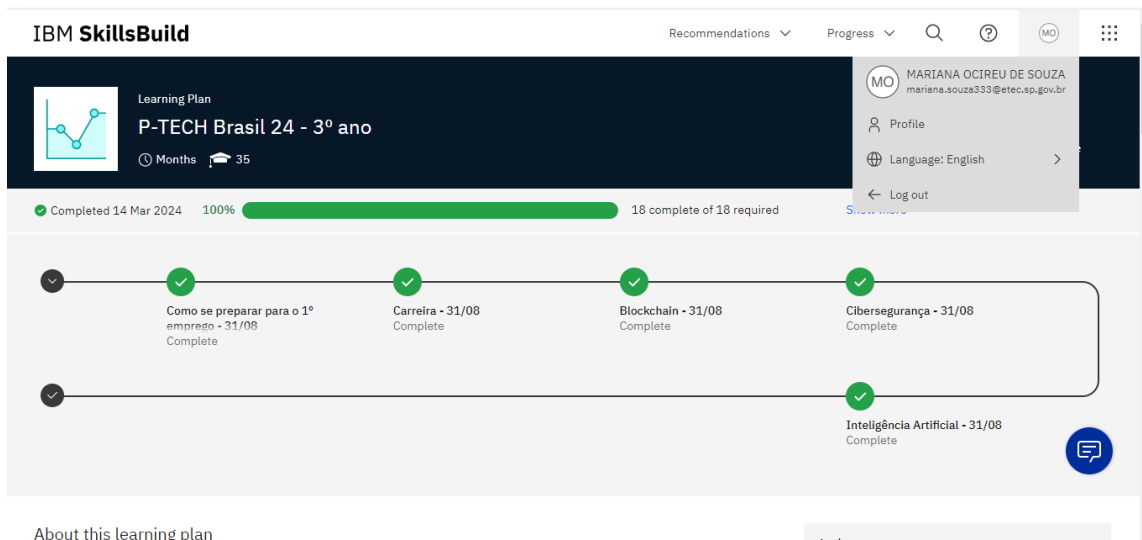 IBM SkillsBuild
Recommendations
Progress
MO
MO
MARIANA OCIREU DE SOUZA
mariana.souza333@etec.sp.gov.br
Profile
Language: English
Log out
Learning Plan
P-TECH Brasil 24 - 3º ano
Months 35
Completed 14 Mar 2024 100% 18 complete of 18 required
Como se preparar para o 1º
emprego - 31/08
Complete
Carreira - 31/08
Complete
Blockchain - 31/08
Complete
Cibersegurança - 31/08
Complete
Inteligência Artificial - 31/08
Complete
About this learning plan